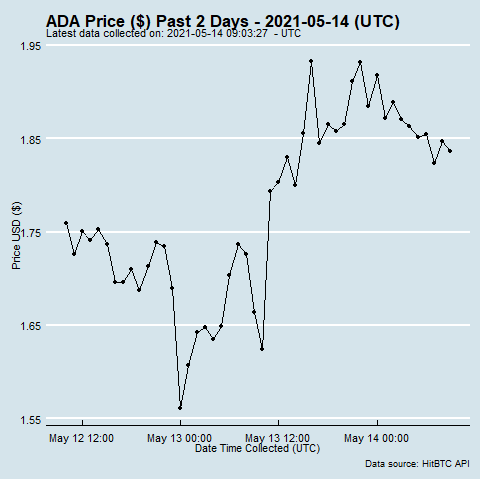 ADA Price ($) Past 2 Days - 2021-05-14 (UTC)
Latest data collected on: 2021-05-14 09:03:27 - UTC
1.95
1.85
1.75
1.65
1.55
Price USD ($)
May 12 12:00 May 13 00:00 May 13 12:00 May 14 00:00
Date Time Collected (UTC)
Data source: HitBTC API